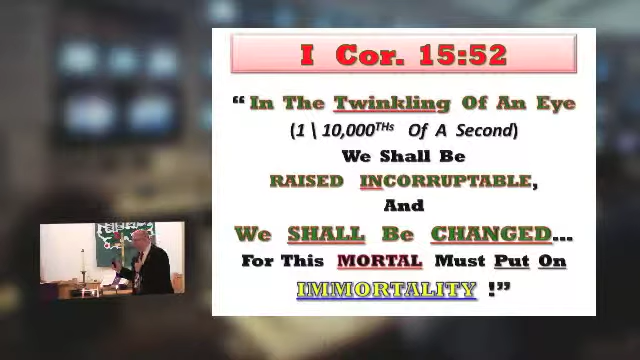 I Cor. 15:52
“ In The Twinkling Of An Eye
(1 \ 10,000THs Of A Second)
We Shall Be
RAISED INCORRUPTABLE,
And
We SHALL Be CHANGED...
For This MORTAL Must Put On
IMMORTALITY !”